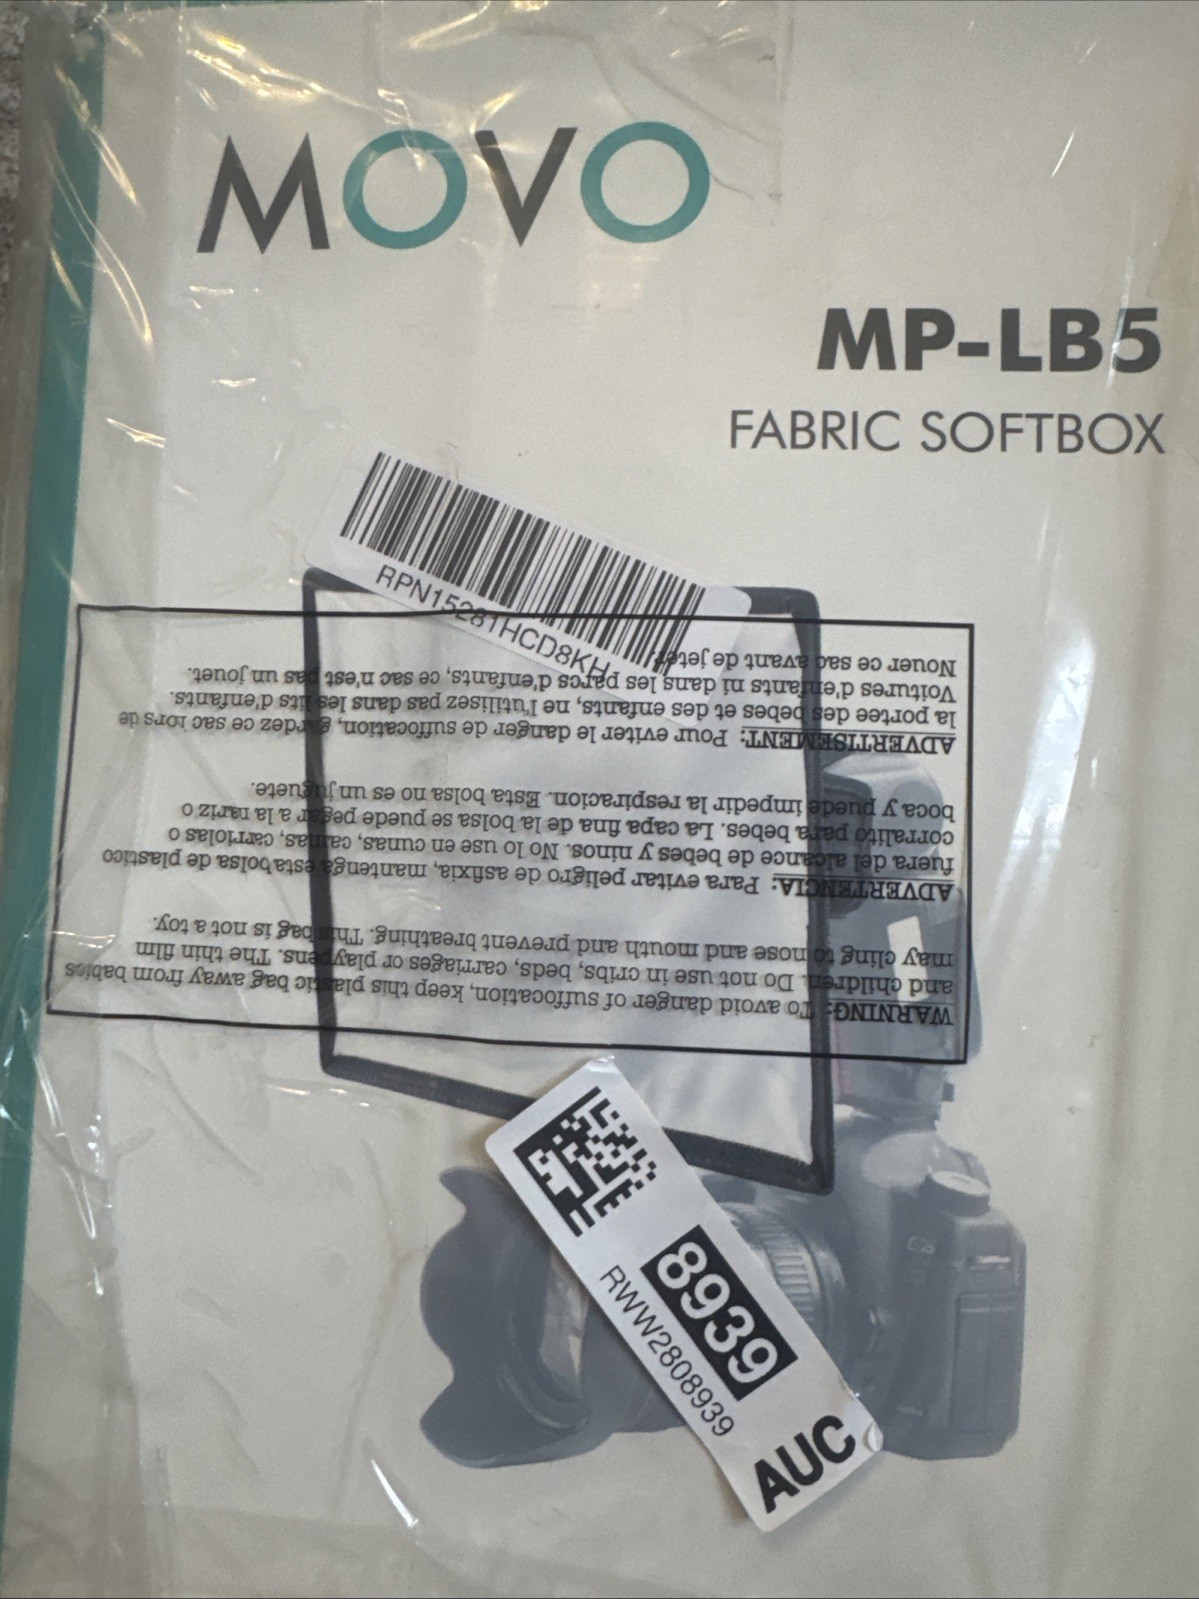 MOVO
MP-LB5
FABRIC SOFTBOX
RPN15281HCD8KH
WARNING: To avoid danger of suffocation, keep this plastic bag away from babies
and children. Do not use in cribs, beds, carriages or playpens. The thin film
may cling to nose and mouth and prevent breathing. This bag is not a toy.
ADVERTENCIA: Para evitar peligro de asfixia, mantenga esta bolsa de plastico
fuera del alcance de bebes y ninos. No lo use en cunas, camas, carriolas o
corralito para bebes. La capa fina de la bolsa se puede pegar a la nariz o
boca y puede impedir la respiracion. Esta bolsa no es un juguete.
ADVERTISEMENT: Pour eviter le danger de suffocation, gardez ce sac hors de
la portee des bebes et des enfants, ne l'utilisez pas dans les lits d'enfants.
Voitures d'enfants ni dans les parcs d'enfants, ce sac n'est pas un jouet.
Nouer ce sac avant de jeter.
8939
RWW2808939
AUC